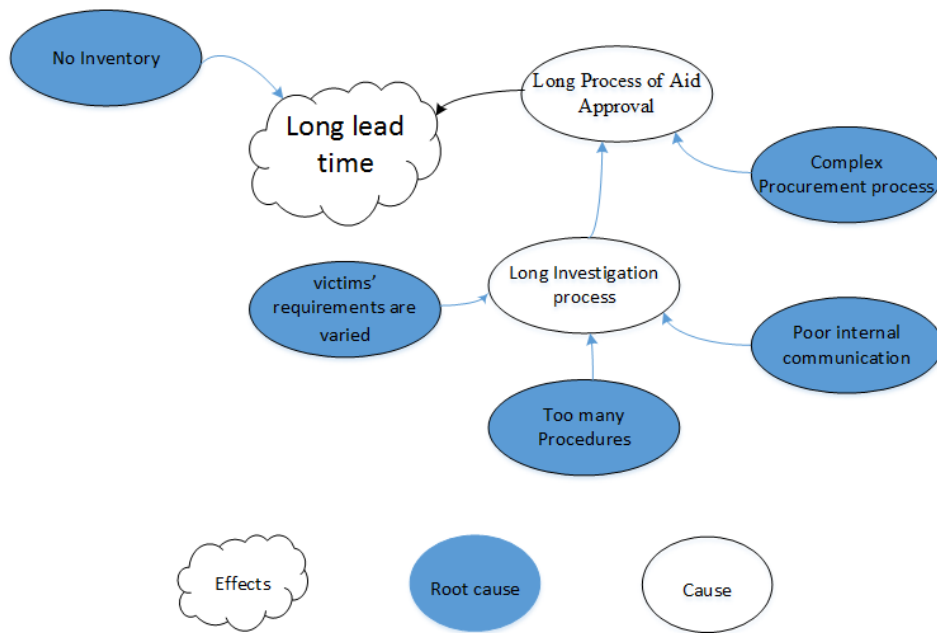 No Inventory
Long lead
time
Long Process of Aid
Approval
Complex
Procurement process.
victims’
requirements are
varied
Long Investigation
process
Poor internal
communication
Too many
Procedures
Effects
Root cause
Cause